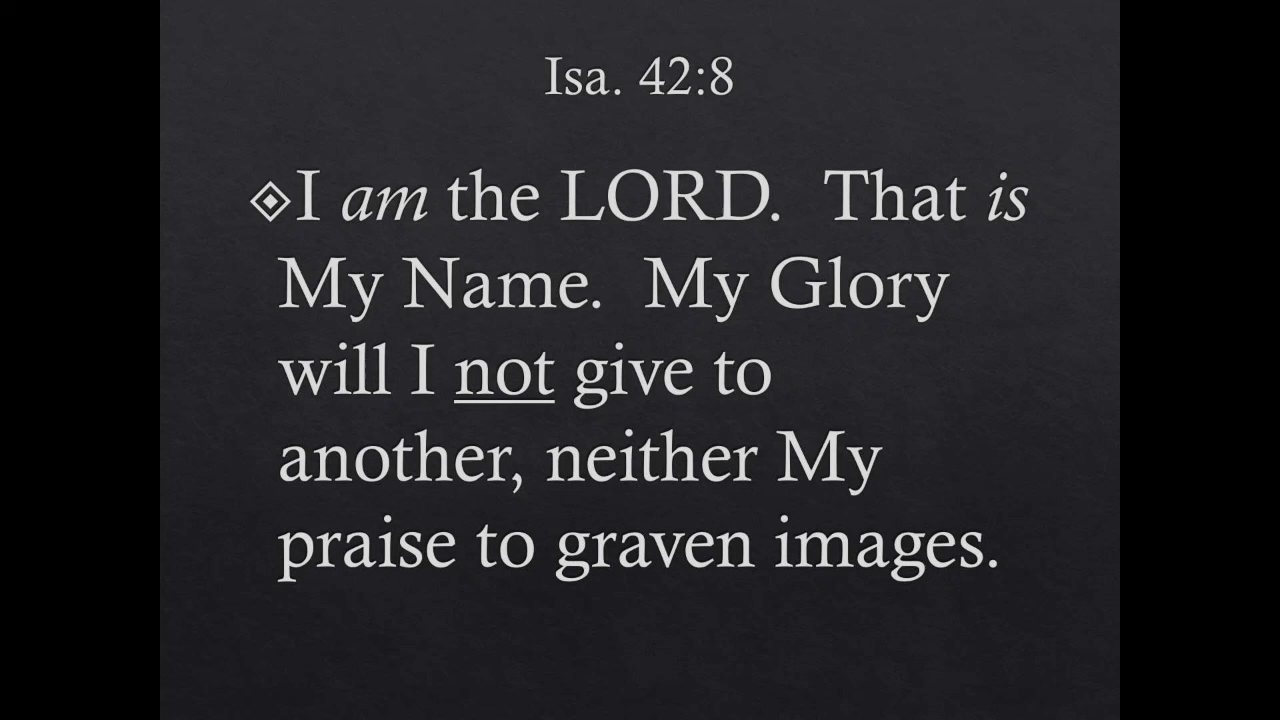 Isa. 42:8
I am the LORD. That is
My Name. My Glory
will I not give to
another, neither My
praise to graven images.